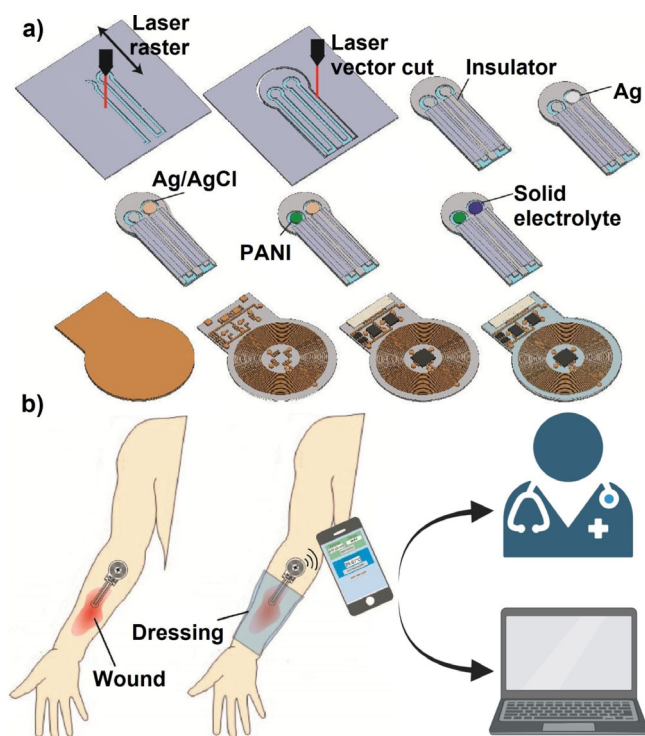 a)
Laser
raster
Laser
vector cut
Insulator
Ag
Ag/AgCl
PANI
Solid
electrolyte
b)
Dressing
Wound